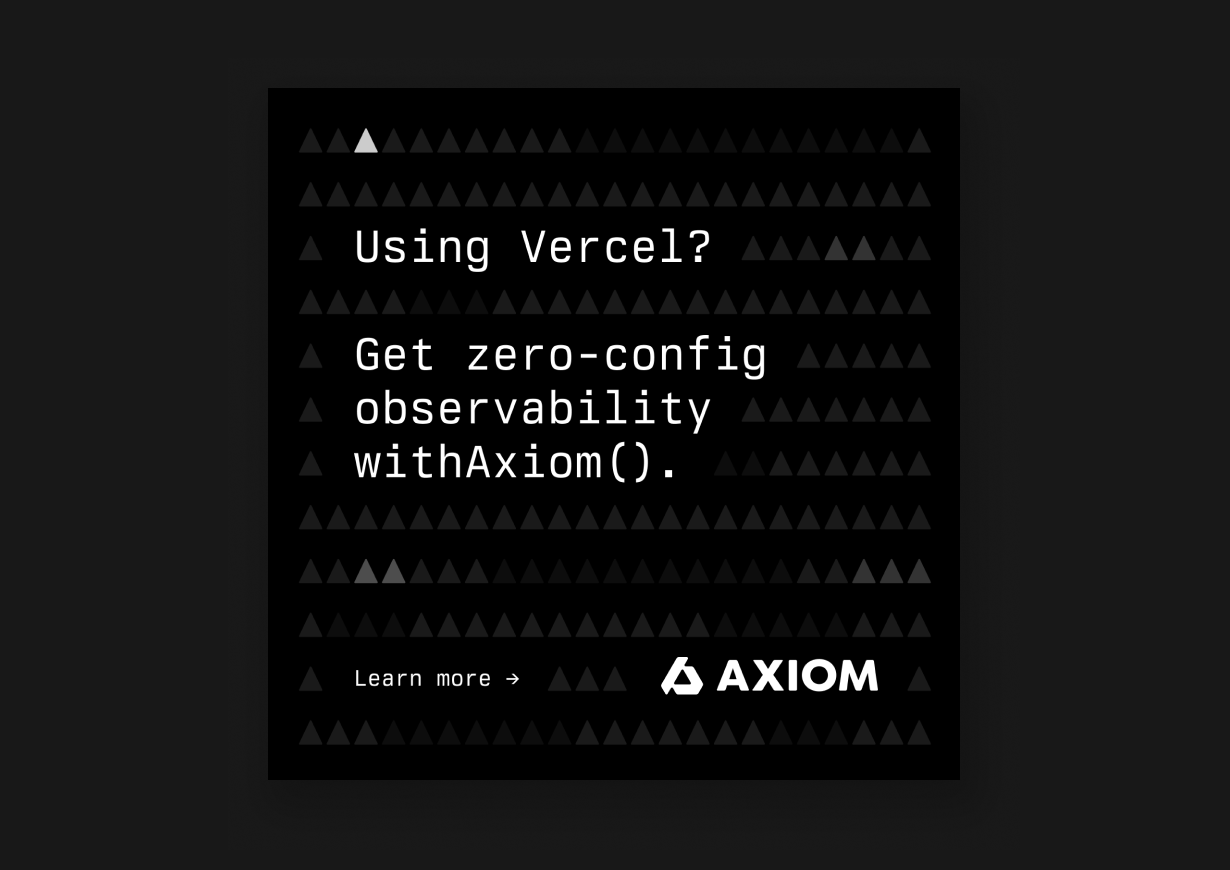 Using Vercel?
Get zero-config
observability
withAxiom().
Learn more →
AXIOM